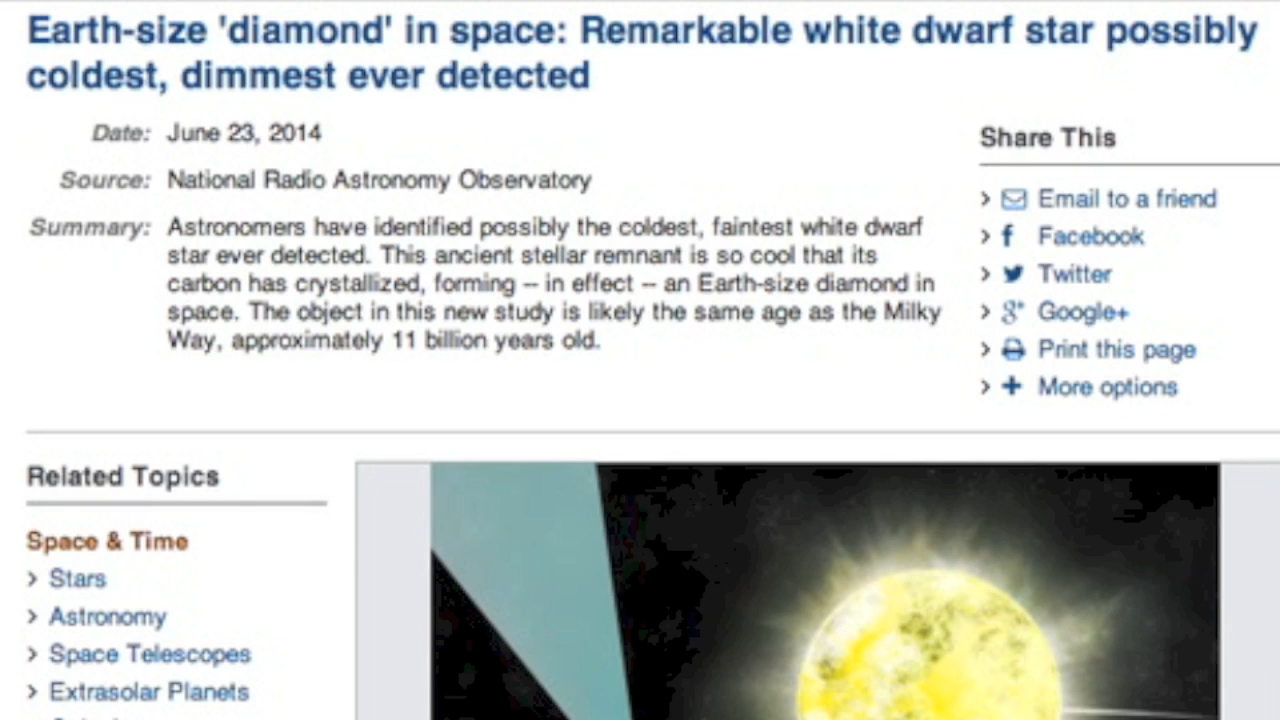 Earth-size 'diamond' in space: Remarkable white dwarf star possibly
coldest, dimmest ever detected
Date: June 23, 2014
Source: National Radio Astronomy Observatory
Summary: Astronomers have identified possibly the coldest, faintest white dwarf
star ever detected. This ancient stellar remnant is so cool that its
carbon has crystallized, forming -- in effect -- an Earth-size diamond in
space. The object in this new study is likely the same age as the Milky
Way, approximately 11 billion years old.
Share This
> Email to a friend
> f Facebook
> Twitter
> g+ Google+
> Print this page
> + More options
Related Topics
Space & Time
> Stars
> Astronomy
> Space Telescopes
> Extrasolar Planets